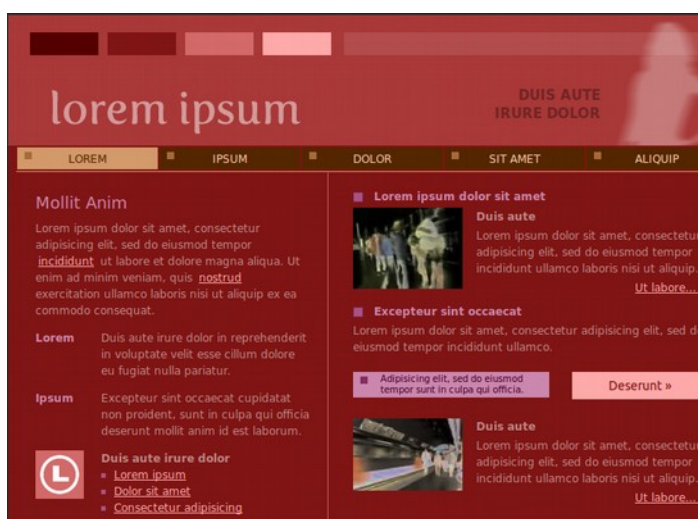 lorem ipsum
DUIS AUTE
IRURE DOLOR
LOREM IPSUM DOLOR SIT AMET ALIQUIP
Mollit Anim
Lorem ipsum dolor sit amet, consectetur
adipisicing elit, sed do eiusmod tempor
incididunt ut labore et dolore magna aliqua. Ut
enim ad minim veniam, quis nostrud
exercitation ullamco laboris nisi ut aliquip ex ea
commodo consequat.
Lorem Duis aute irure dolor in reprehenderit
in voluptate velit esse cillum dolore
eu fugiat nulla pariatur.
Ipsum Excepteur sint occaecat cupidatat
non proident, sunt in culpa qui officia
deserunt mollit anim id est laborum.
L
Duis aute irure dolor
Lorem ipsum
Dolor sit amet
Consectetur adipisicing
Lorem ipsum dolor sit amet
Duis aute
Lorem ipsum dolor sit amet, consectetu
adipisicing elit, sed do eiusmod tempor
incididunt ullamco laboris nisi ut aliquip.
Ut labore...
Excepteur sint occaecat
Lorem ipsum dolor sit amet, consectetur adipisicing elit, sed d
eiusmod tempor incididunt ullamco.
Adipisicing elit, sed do eiusmod
tempor sunt in culpa qui officia.
Deserunt »
Duis aute
Lorem ipsum dolor sit amet, consectetu
adipisicing elit, sed do eiusmod tempor
incididunt ullamco laboris nisi ut aliquip.
Ut labore...